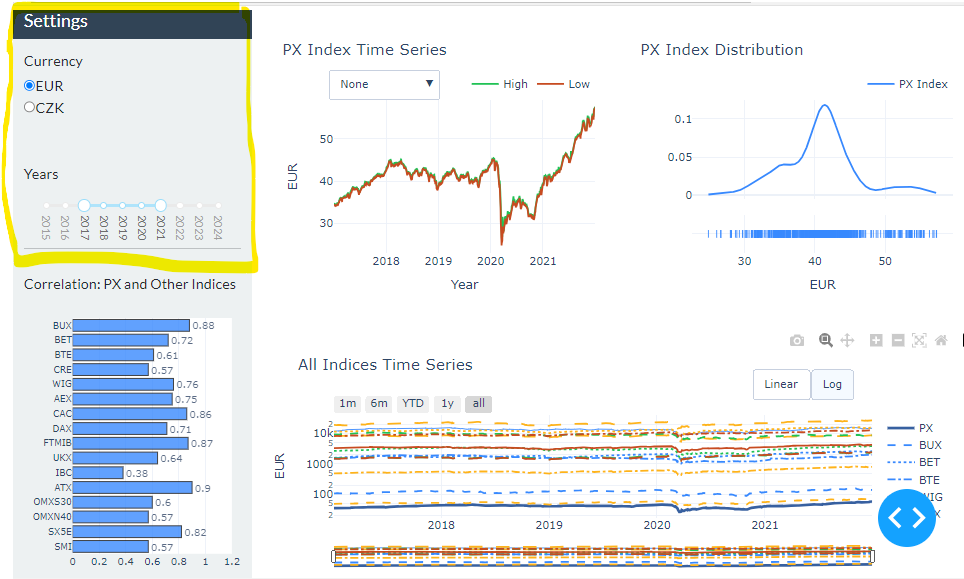 Settings
Currency
EUR
CZK
Years
2015 2016 2017 2018 2019 2020 2021 2022 2023 2024
Correlation: PX and Other Indices
BUX 0.88
BET 0.72
BTE 0.61
CRE 0.57
WIG 0.76
AEX 0.75
CAC 0.86
DAX 0.71
FTMIB 0.87
UKX 0.64
IBC 0.38
ATX 0.9
OMXS30 0.6
OMXN40 0.57
SX5E 0.82
SMI 0.57
0 0.2 0.4 0.6 0.8 1 1.2
PX Index Time Series
None
High Low
50
40
30
EUR
2018 2019 2020 2021
Year
PX Index Distribution
PX Index
0.1
0.05
0
30 40 50
EUR
All Indices Time Series
Linear Log
1m 6m YTD 1y all
EUR
2
10k
5
2
1000
5
2
100
5
2
2018 2019 2020 2021
PX
BUX
BET
BTE
WIG